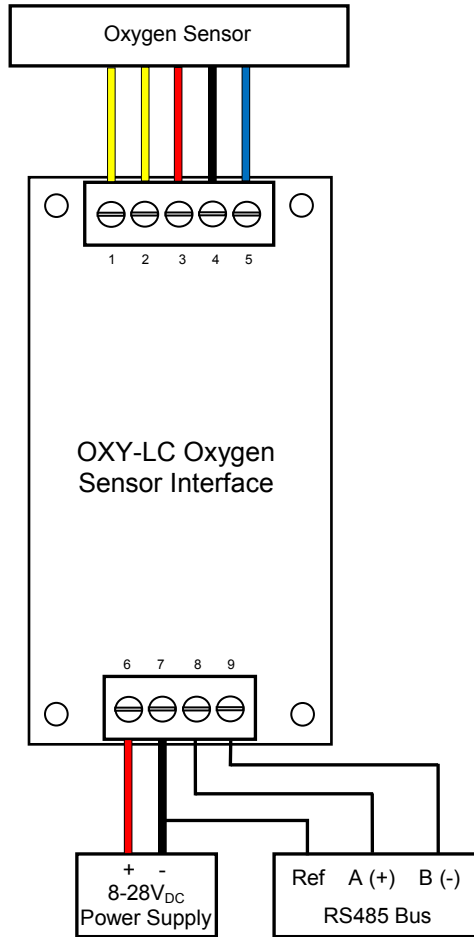 Oxygen Sensor
1 2 3 4 5
OXY-LC Oxygen
Sensor Interface
6 7 8 9
+ -
8-28VDC
Power Supply
Ref A (+) B (-)
RS485 Bus